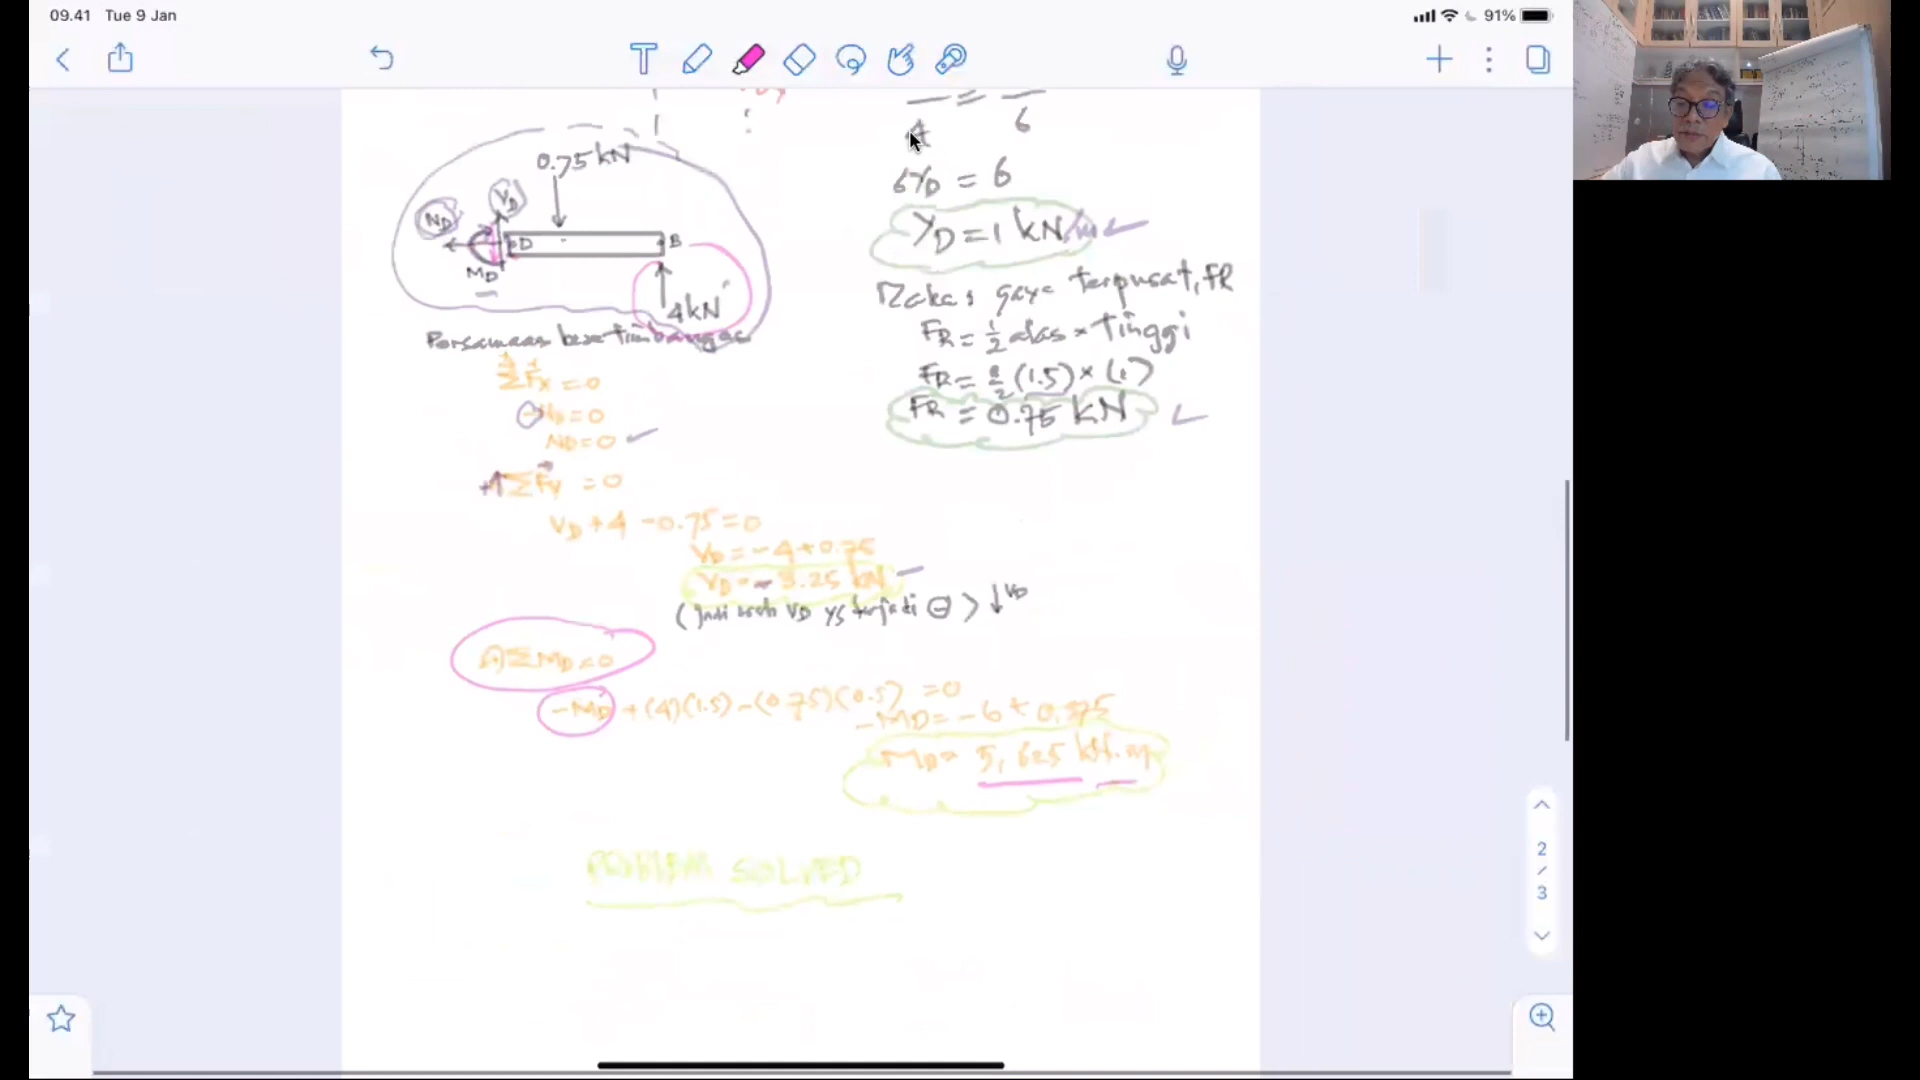 09.41 Tue 9 Jan
91%
T
6
0.75 kN
6YD = 6
VD
ND
D
B
YD = 1 kN/m
MD
4 kN
Maka: gaya terpusat, FR
FR = 1/2 alas × tinggi
Persamaan kesetimbangan
FR = 1/2 (1.5) × (1)
+ΣFx = 0
FR = 0.75 kN
-ND = 0
ND = 0
+↑ΣFy = 0
VD + 4 - 0.75 = 0
VD = -4 + 0.75
VD = -3.25 kN
(Jadi arah VD yg terjadi ⊖) ↓VD
ΣMD = 0
-MD + (4)(1.5) - (0.75)(0.5) = 0
-MD = -6 + 0.375
MD = 5,625 kN.m
PROBLEM SOLVED
2
/
3